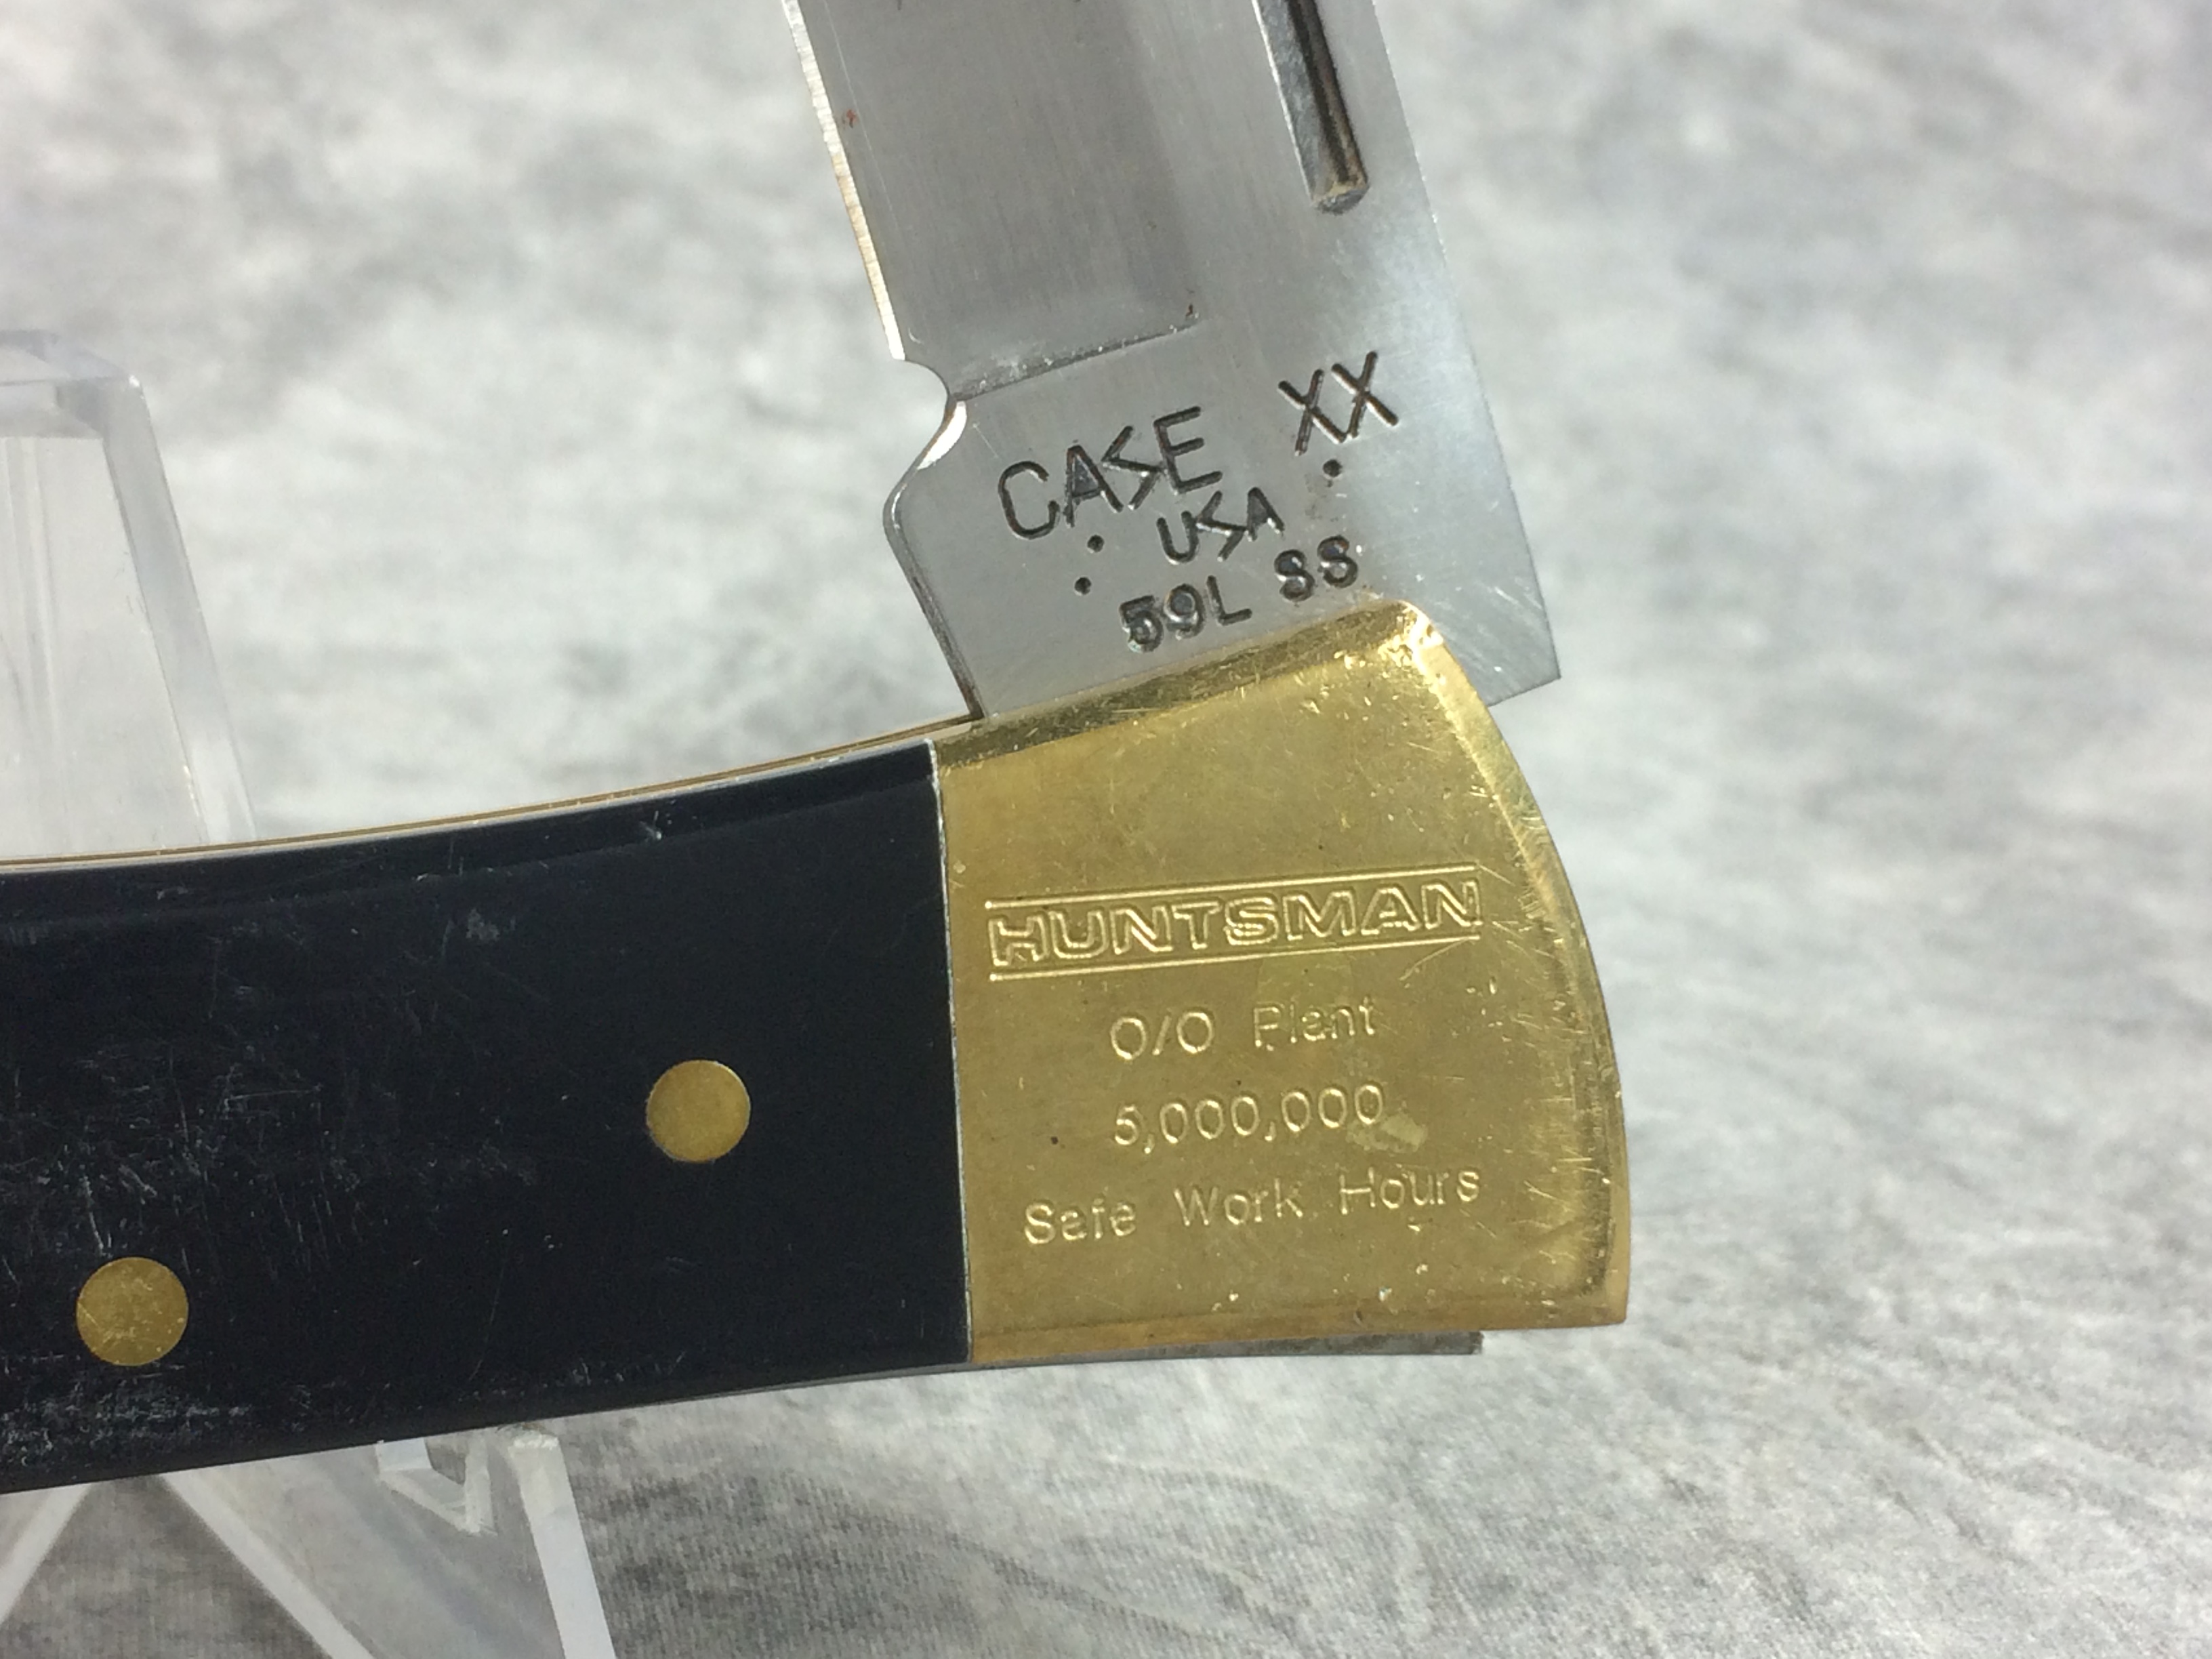 CASE XX
USA
59L SS
HUNTSMAN
O/O Plant
5,000,000
Safe Work Hours